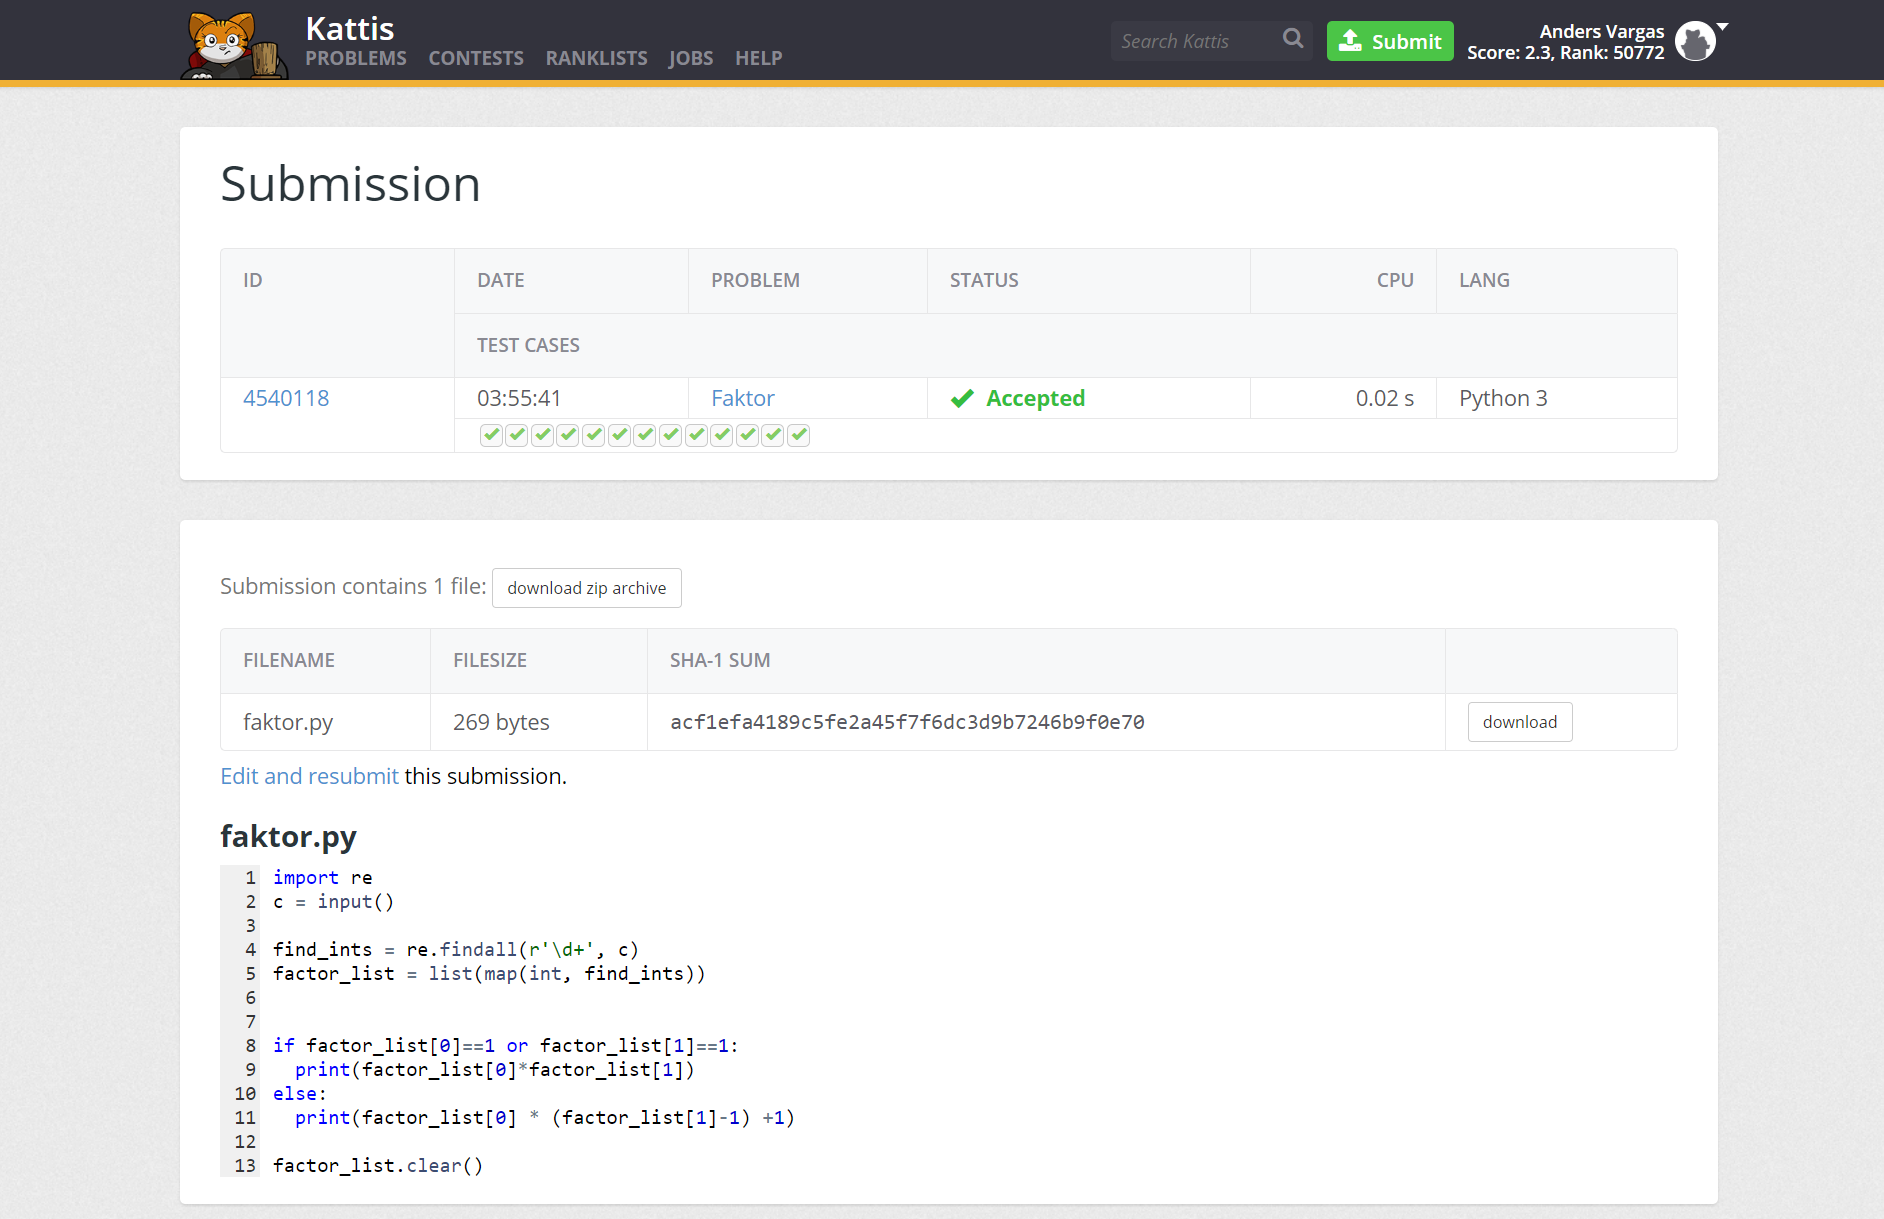 Kattis
PROBLEMS CONTESTS RANKLISTS JOBS HELP
Search Kattis
Submit
Anders Vargas
Score: 2.3, Rank: 50772
Submission
ID DATE PROBLEM STATUS CPU LANG
TEST CASES
4540118 03:55:41 Faktor Accepted 0.02 s Python 3
Submission contains 1 file: download zip archive
FILENAME FILESIZE SHA-1 SUM
faktor.py 269 bytes acf1efa4189c5fe2a45f7f6dc3d9b7246b9f0e70 download
Edit and resubmit this submission.
faktor.py
1 import re
2 c = input()
3
4 find_ints = re.findall(r'\d+', c)
5 factor_list = list(map(int, find_ints))
6
7
8 if factor_list[0]==1 or factor_list[1]==1:
9   print(factor_list[0]*factor_list[1])
10 else:
11   print(factor_list[0] * (factor_list[1]-1) +1)
12
13 factor_list.clear()